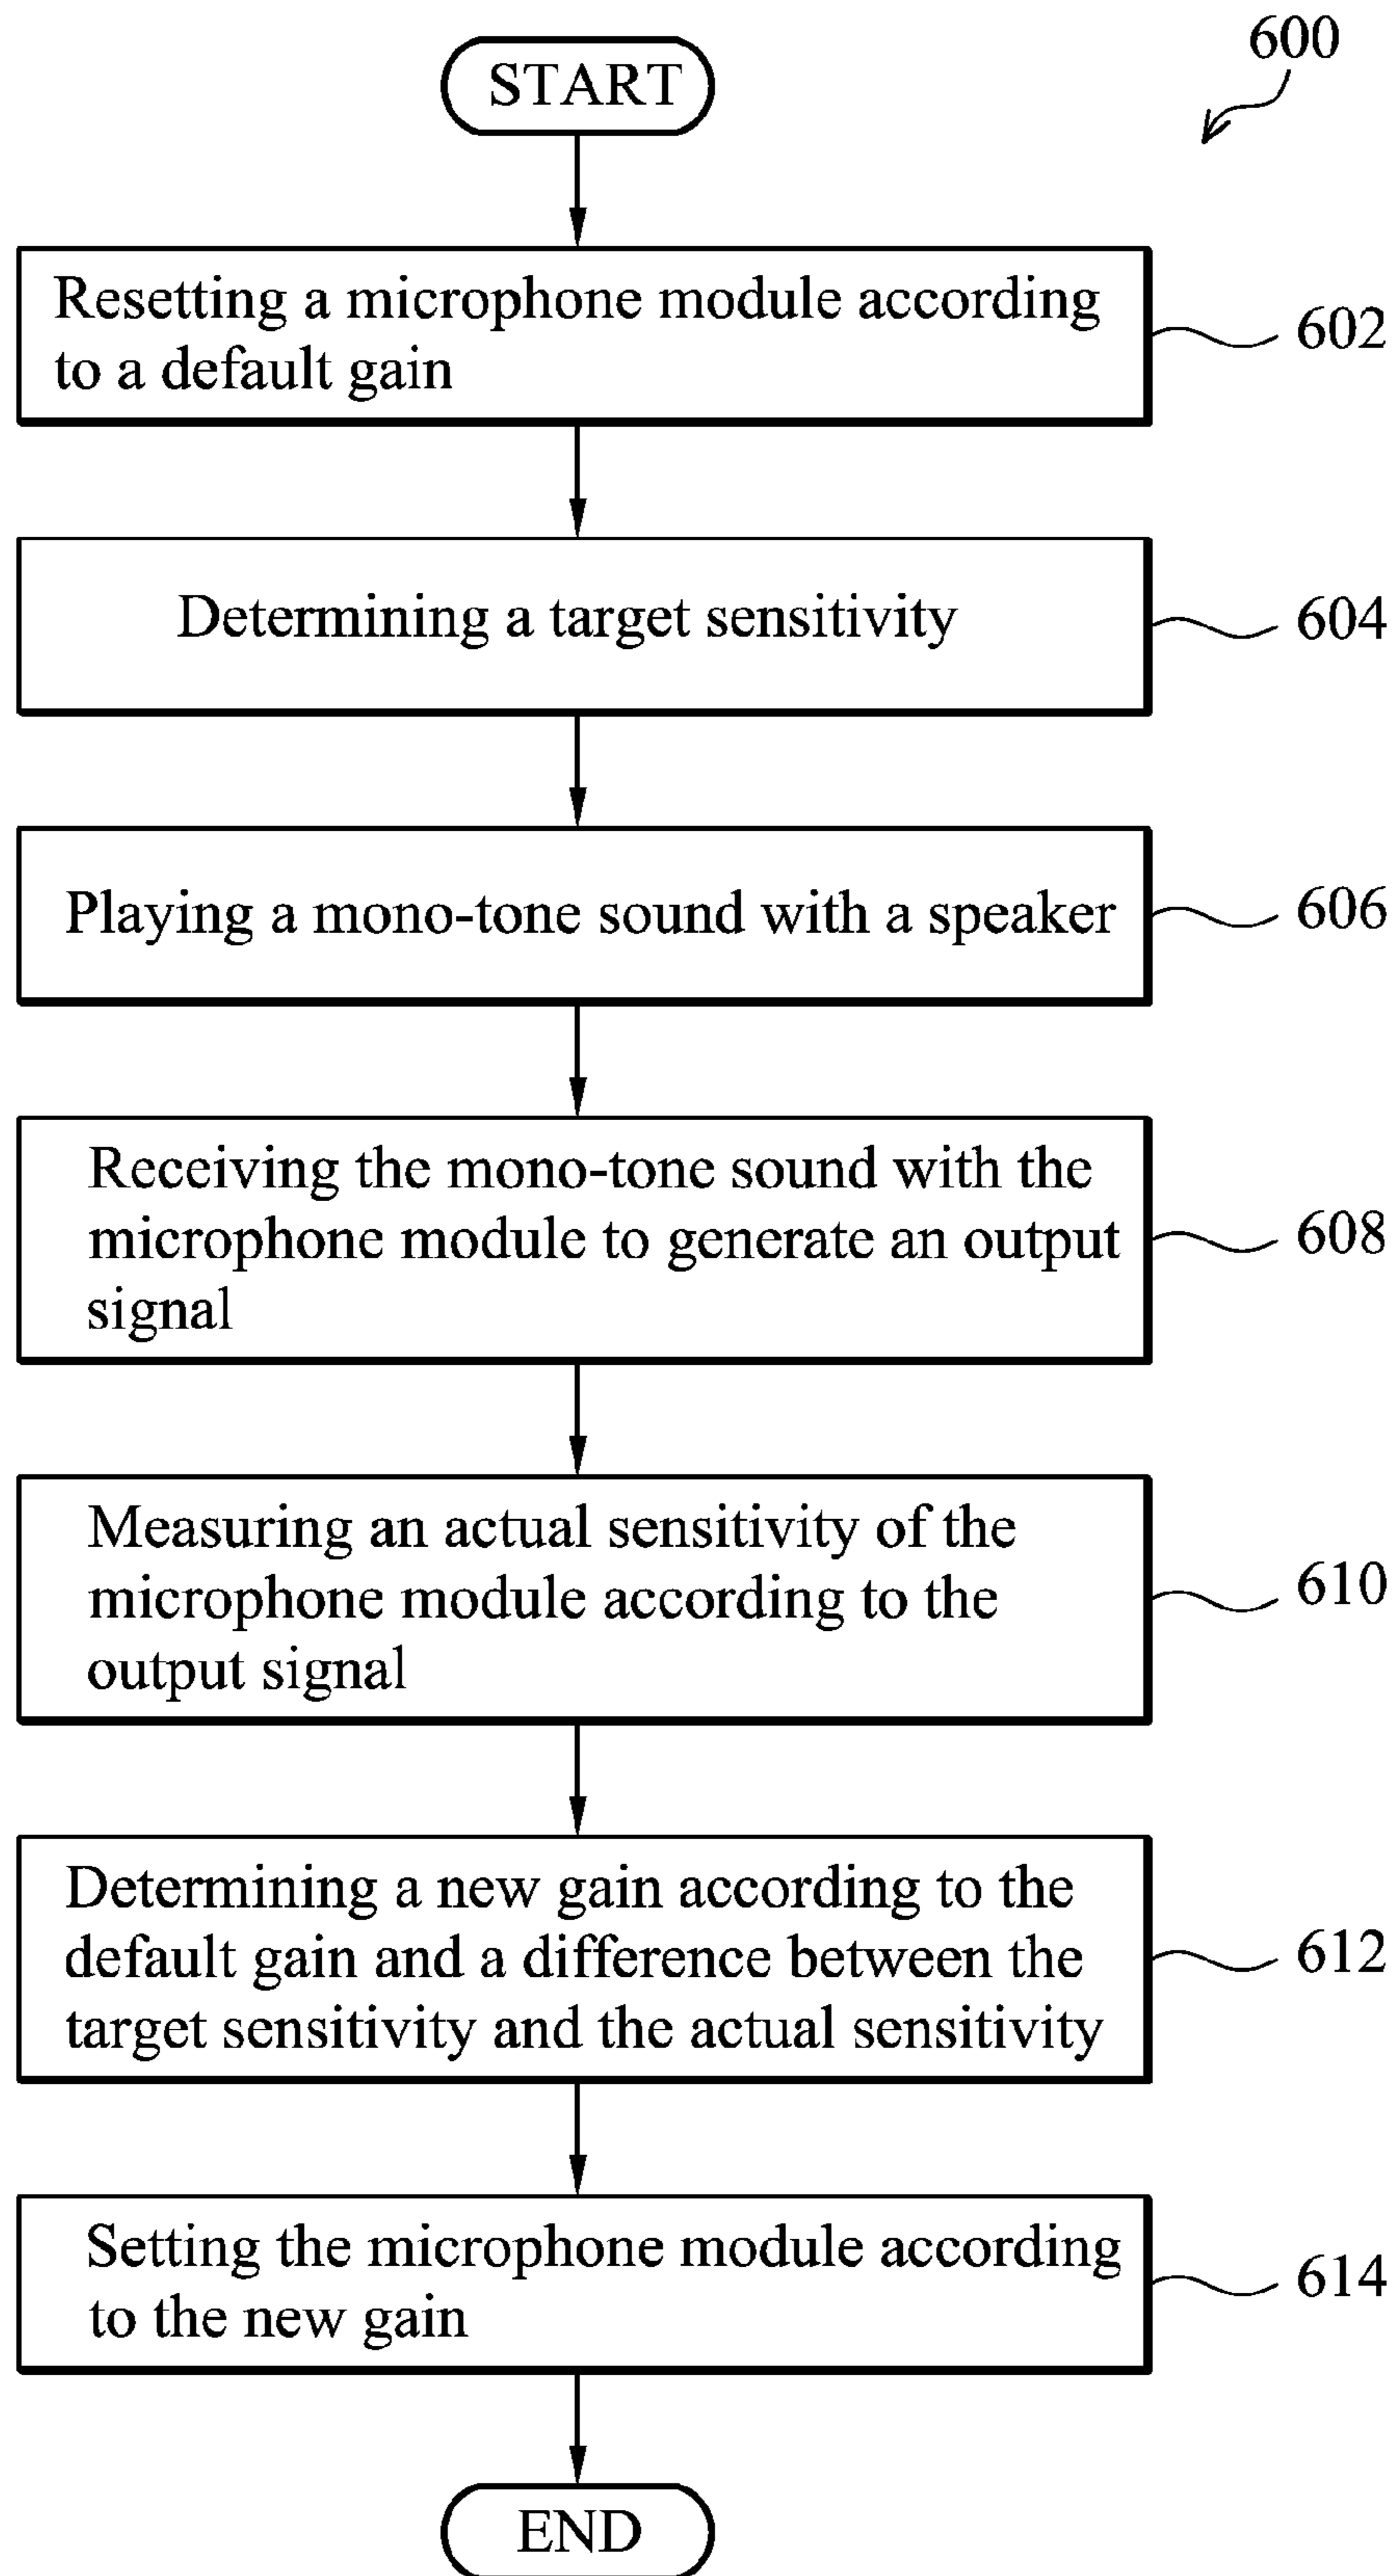 600
START
Resetting a microphone module according
to a default gain
602
Determining a target sensitivity
604
Playing a mono-tone sound with a speaker
606
Receiving the mono-tone sound with the
microphone module to generate an output
signal
608
Measuring an actual sensitivity of the
microphone module according to the
output signal
610
Determining a new gain according to the
default gain and a difference between the
target sensitivity and the actual sensitivity
612
Setting the microphone module according
to the new gain
614
END